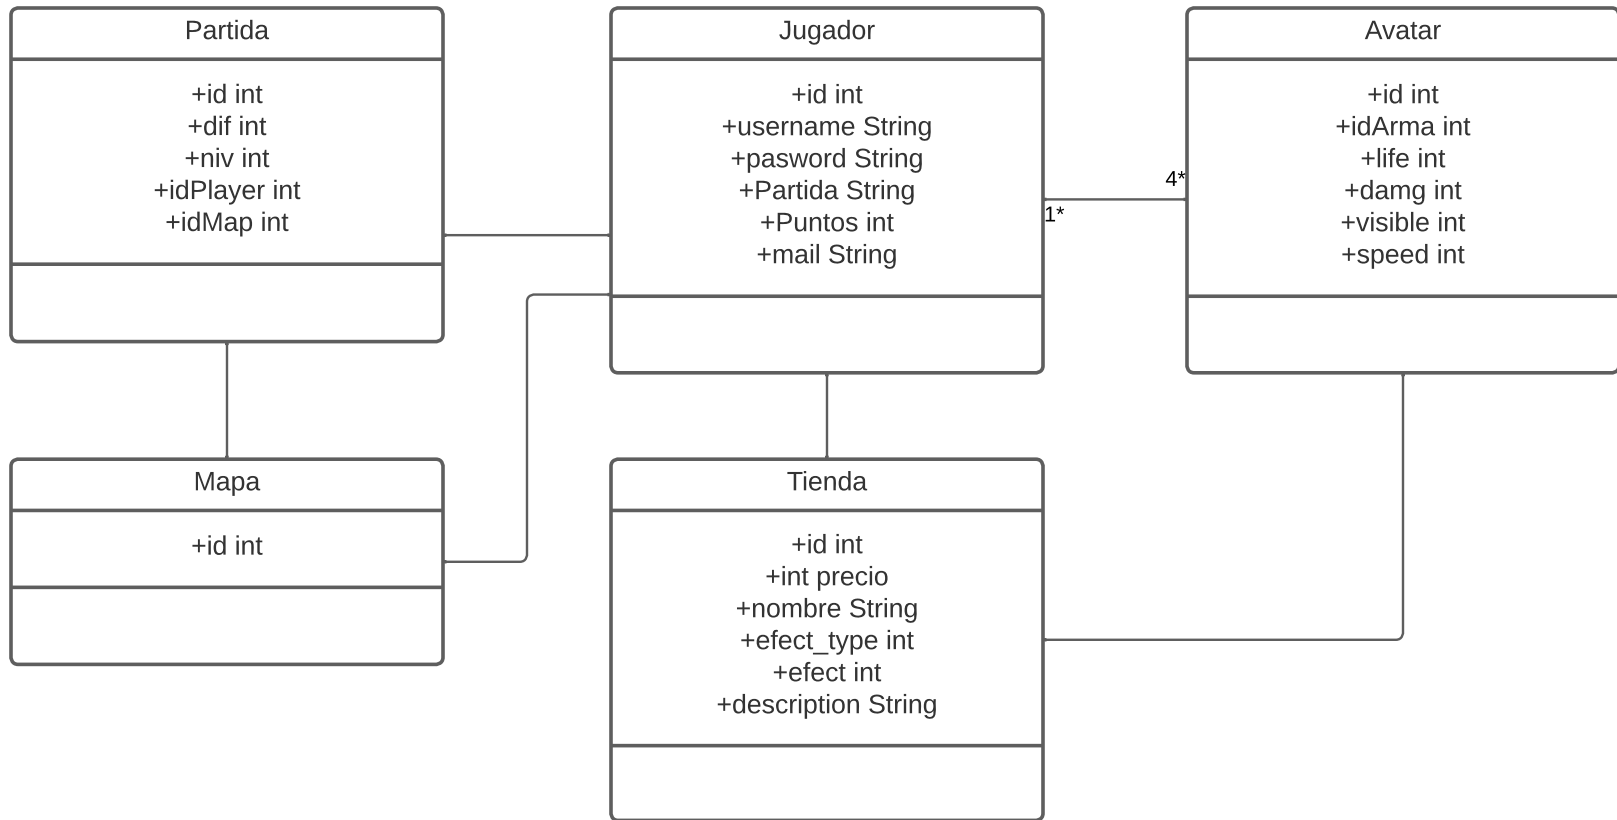 Partida
+id int
+dif int
+niv int
+idPlayer int
+idMap int
Jugador
+id int
+username String
+pasword String
+Partida String
+Puntos int
+mail String
1*
4*
Avatar
+id int
+idArma int
+life int
+damg int
+visible int
+speed int
Mapa
+id int
Tienda
+id int
+int precio
+nombre String
+efect_type int
+efect int
+description String